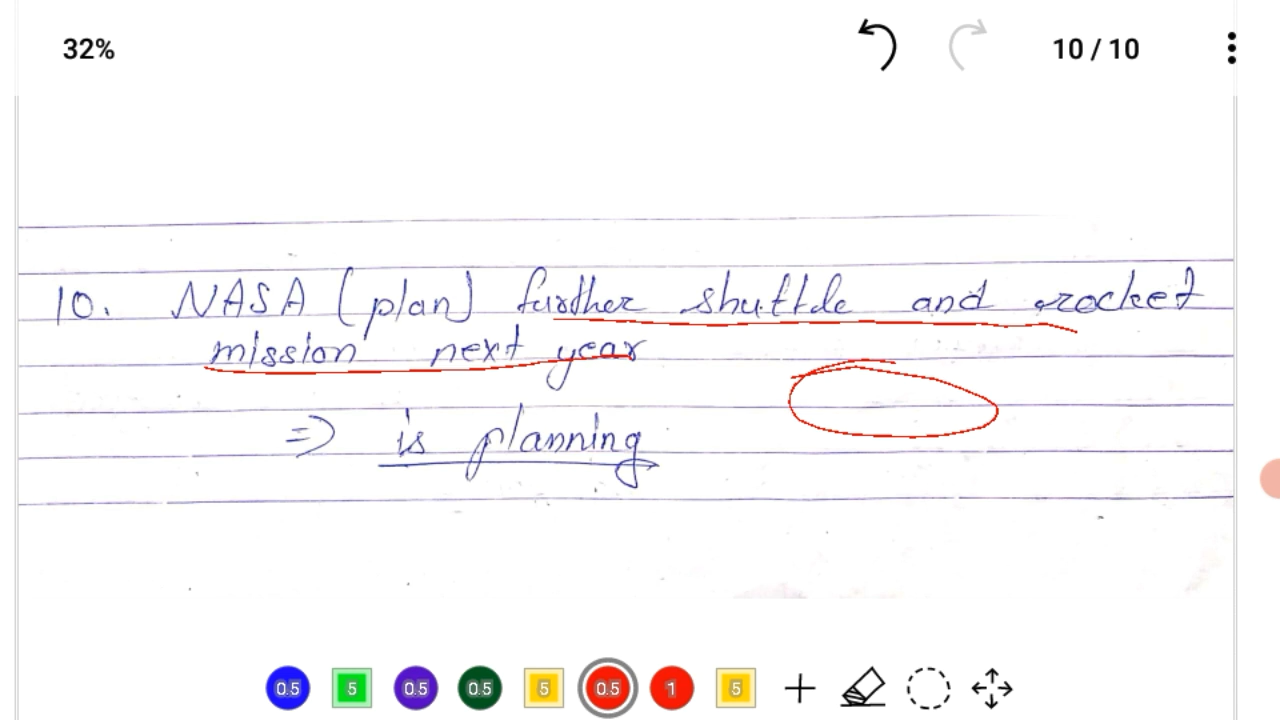 32%
10 / 10
10. NASA (plan) further shuttle and rocket
mission next year
⇒ is planning
0.5 5 0.5 0.5 5 0.5 1 5